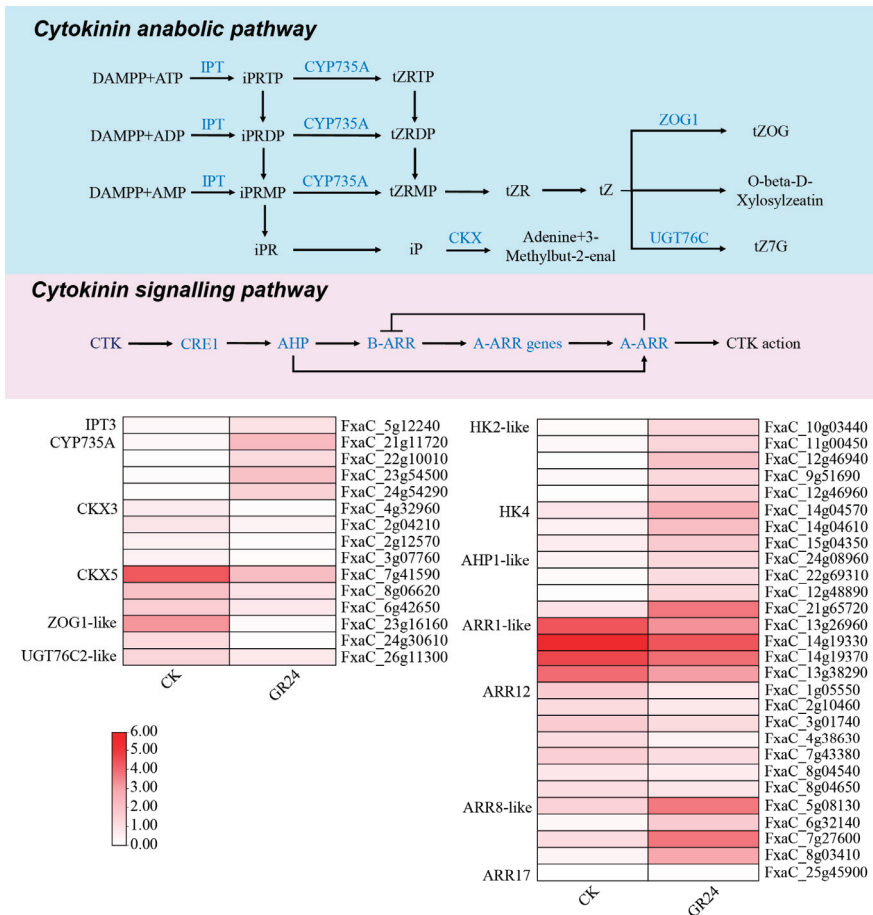 Cytokinin anabolic pathway
IPT CYP735A
DAMPP+ATP iPRTP tZRTP
IPT CYP735A ZOG1
DAMPP+ADP iPRDP tZRDP tZOG
IPT CYP735A
DAMPP+AMP iPRMP tZRMP tZR tZ O-beta-D-
Xylosylzeatin
CKX UGT76C
iPR iP Adenine+3- tZ7G
Methylbut-2-enal
Cytokinin signalling pathway
CTK CRE1 AHP B-ARR A-ARR genes A-ARR CTK action
IPT3 FxaC_5g12240
CYP735A FxaC_21g11720
FxaC_22g10010
FxaC_23g54500
FxaC_24g54290
CKX3 FxaC_4g32960
FxaC_2g04210
FxaC_2g12570
FxaC_3g07760
CKX5 FxaC_7g41590
FxaC_8g06620
FxaC_6g42650
ZOG1-like FxaC_23g16160
FxaC_24g30610
UGT76C2-like FxaC_26g11300
CK GR24
6.00
5.00
4.00
3.00
2.00
1.00
0.00
HK2-like FxaC_10g03440
FxaC_11g00450
FxaC_12g46940
FxaC_9g51690
FxaC_12g46960
HK4 FxaC_14g04570
FxaC_14g04610
FxaC_15g04350
AHP1-like FxaC_24g08960
FxaC_22g69310
FxaC_12g48890
FxaC_21g65720
ARR1-like FxaC_13g26960
FxaC_14g19330
FxaC_14g19370
FxaC_13g38290
ARR12 FxaC_1g05550
FxaC_2g10460
FxaC_3g01740
FxaC_4g38630
FxaC_7g43380
FxaC_8g04540
FxaC_8g04650
ARR8-like FxaC_5g08130
FxaC_6g32140
FxaC_7g27600
FxaC_8g03410
ARR17 FxaC_25g45900
CK GR24